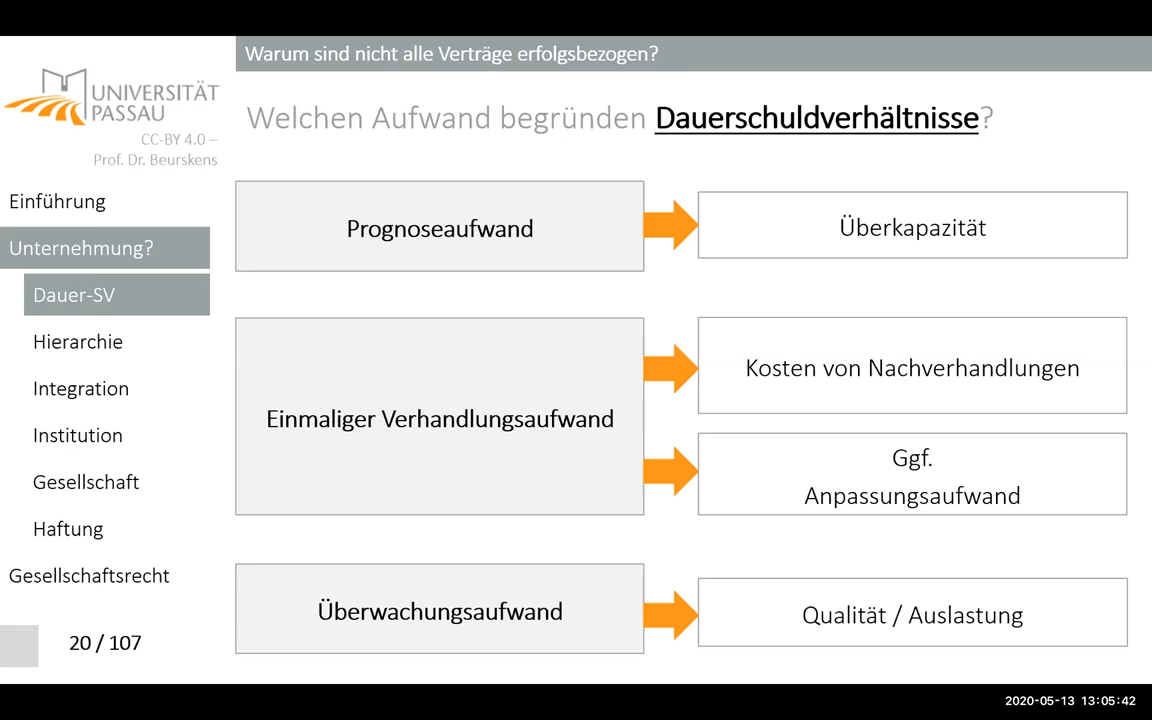 Warum sind nicht alle Verträge erfolgsbezogen?
UNIVERSITÄT
PASSAU
CC-BY 4.0 –
Prof. Dr. Beurskens
Einführung
Unternehmung?
Dauer-SV
Hierarchie
Integration
Institution
Gesellschaft
Haftung
Gesellschaftsrecht
20 / 107
Welchen Aufwand begründen Dauerschuldverhältnisse?
Prognoseaufwand
Überkapazität
Einmaliger Verhandlungsaufwand
Kosten von Nachverhandlungen
Ggf.
Anpassungsaufwand
Überwachungsaufwand
Qualität / Auslastung
2020-05-13 13:05:42